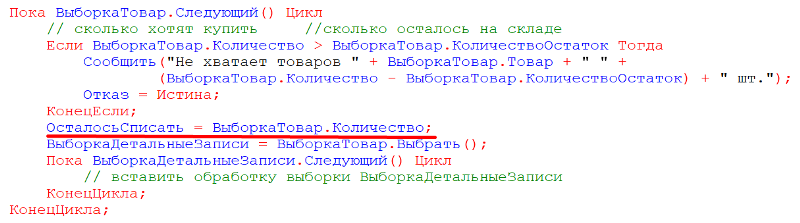 Пока ВыборкаТовар.Следующий() Цикл
// сколько хотят купить //сколько осталось на складе
Если ВыборкаТовар.Количество > ВыборкаТовар.КоличествоОстаток Тогда
Сообщить("Не хватает товаров " + ВыборкаТовар.Товар + " " +
(ВыборкаТовар.Количество - ВыборкаТовар.КоличествоОстаток) + " шт.");
Отказ = Истина;
КонецЕсли;
ОсталосьСписать = ВыборкаТовар.Количество;
ВыборкаДетальныеЗаписи = ВыборкаТовар.Выбрать();
Пока ВыборкаДетальныеЗаписи.Следующий() Цикл
// вставить обработку выборки ВыборкаДетальныеЗаписи
КонецЦикла;
КонецЦикла;